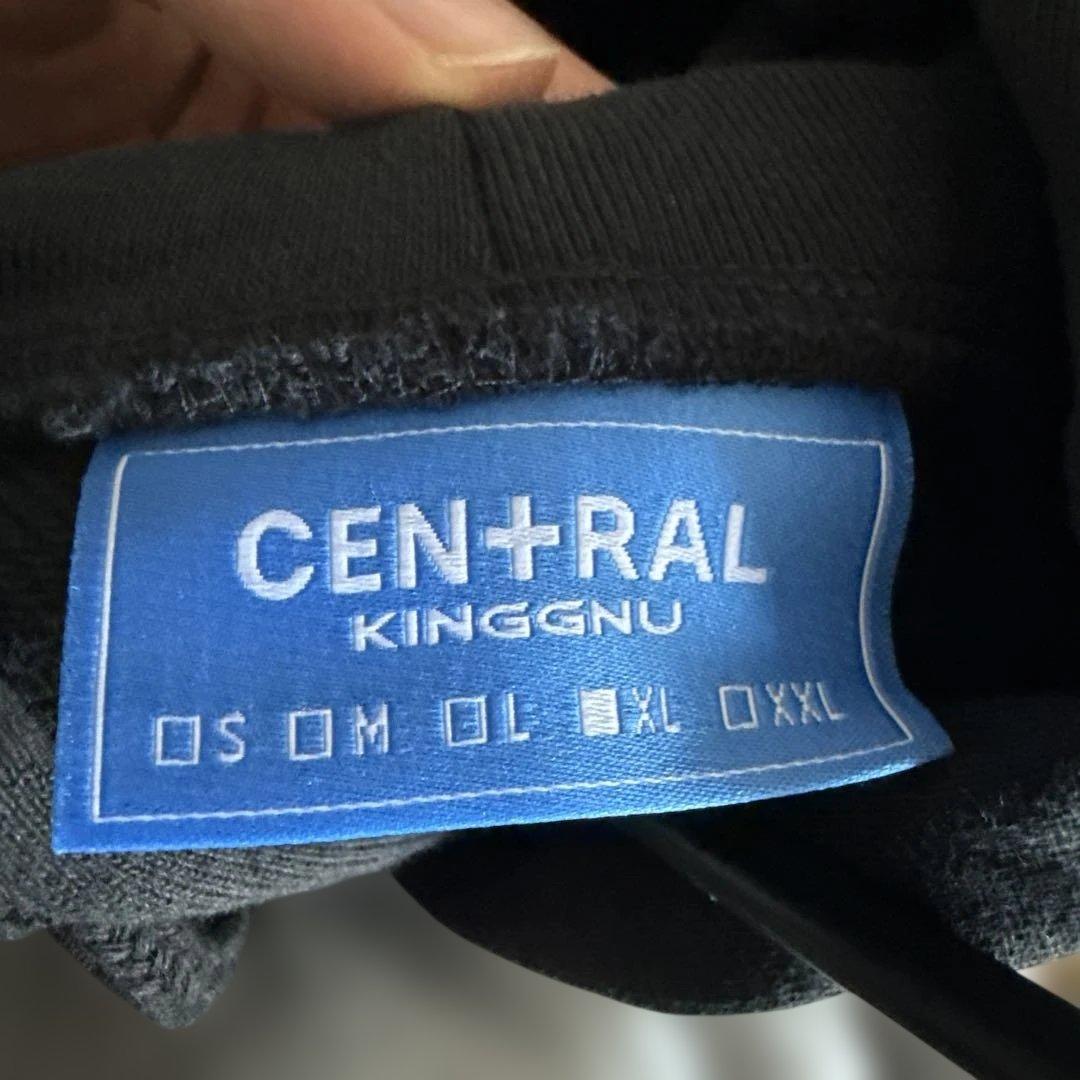 CEN+RAL
KINGGNU
□S □M □L ■XL □XXL